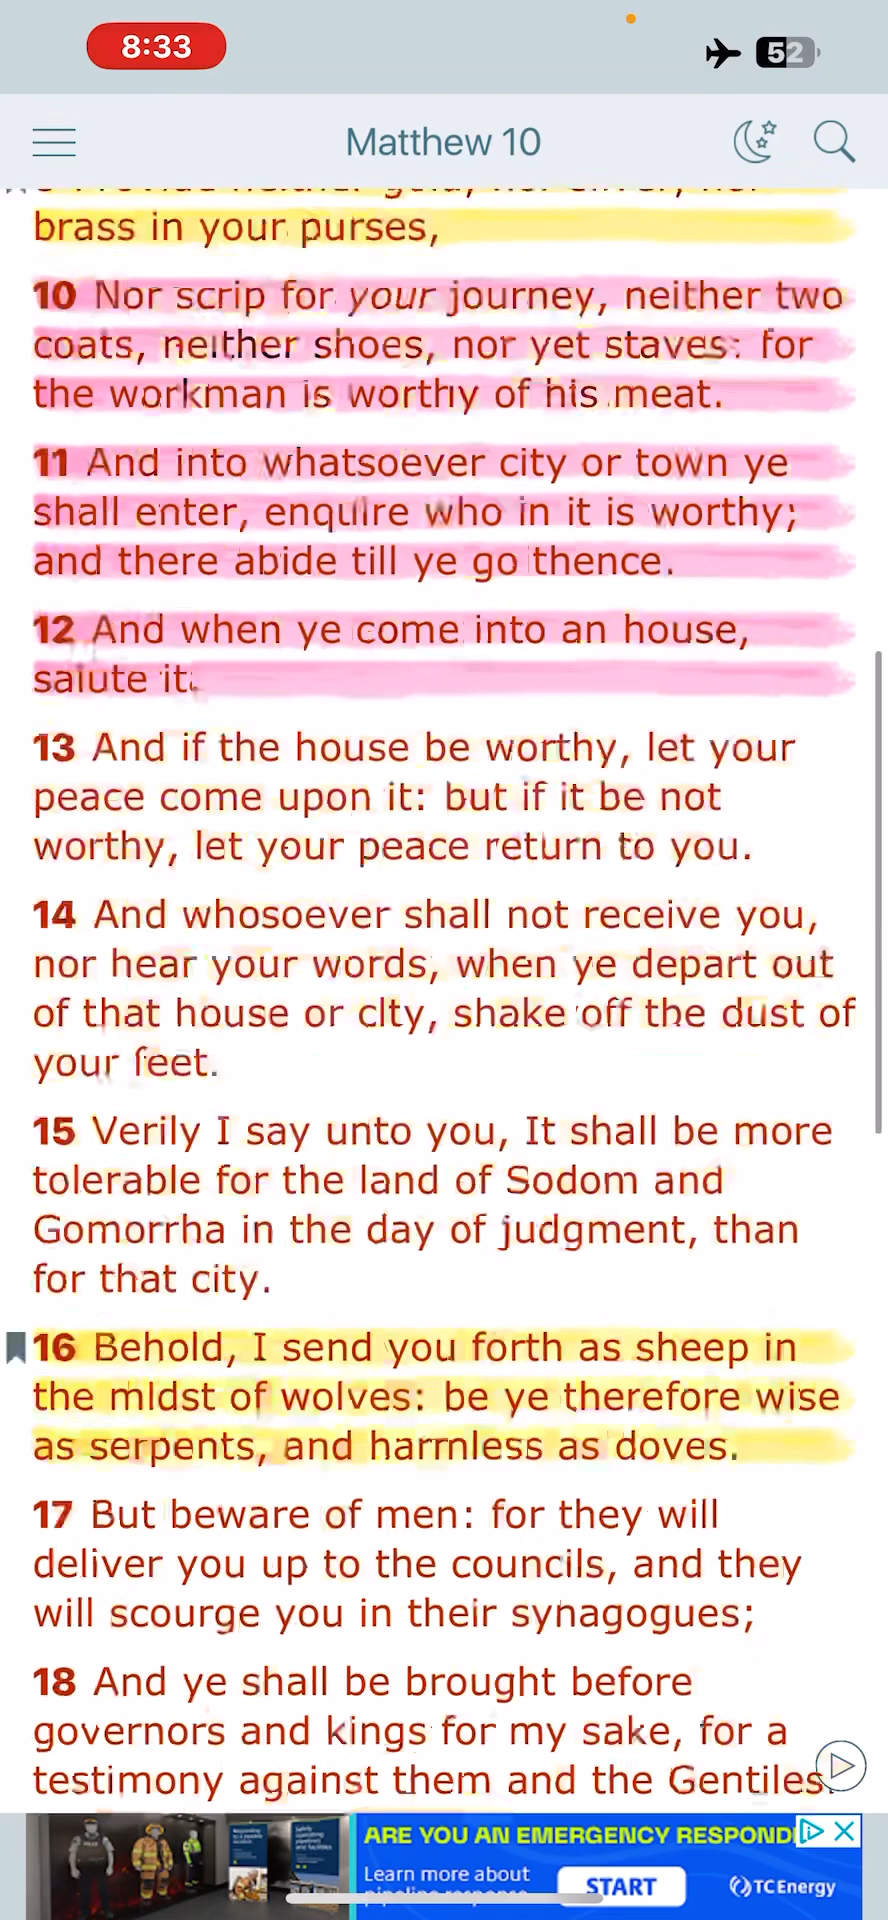 8:33
52
Matthew 10
brass in your purses,
10 Nor scrip for your journey, neither two
coats, neither shoes, nor yet staves: for
the workman is worthy of his meat.
11 And into whatsoever city or town ye
shall enter, enquire who in it is worthy;
and there abide till ye go thence.
12 And when ye come into an house,
salute it.
13 And if the house be worthy, let your
peace come upon it: but if it be not
worthy, let your peace return to you.
14 And whosoever shall not receive you,
nor hear your words, when ye depart out
of that house or city, shake off the dust of
your feet.
15 Verily I say unto you, It shall be more
tolerable for the land of Sodom and
Gomorrha in the day of judgment, than
for that city.
16 Behold, I send you forth as sheep in
the midst of wolves: be ye therefore wise
as serpents, and harmless as doves.
17 But beware of men: for they will
deliver you up to the councils, and they
will scourge you in their synagogues;
18 And ye shall be brought before
governors and kings for my sake, for a
testimony against them and the Gentiles.
ARE YOU AN EMERGENCY RESPOND
Learn more about
START
TC Energy